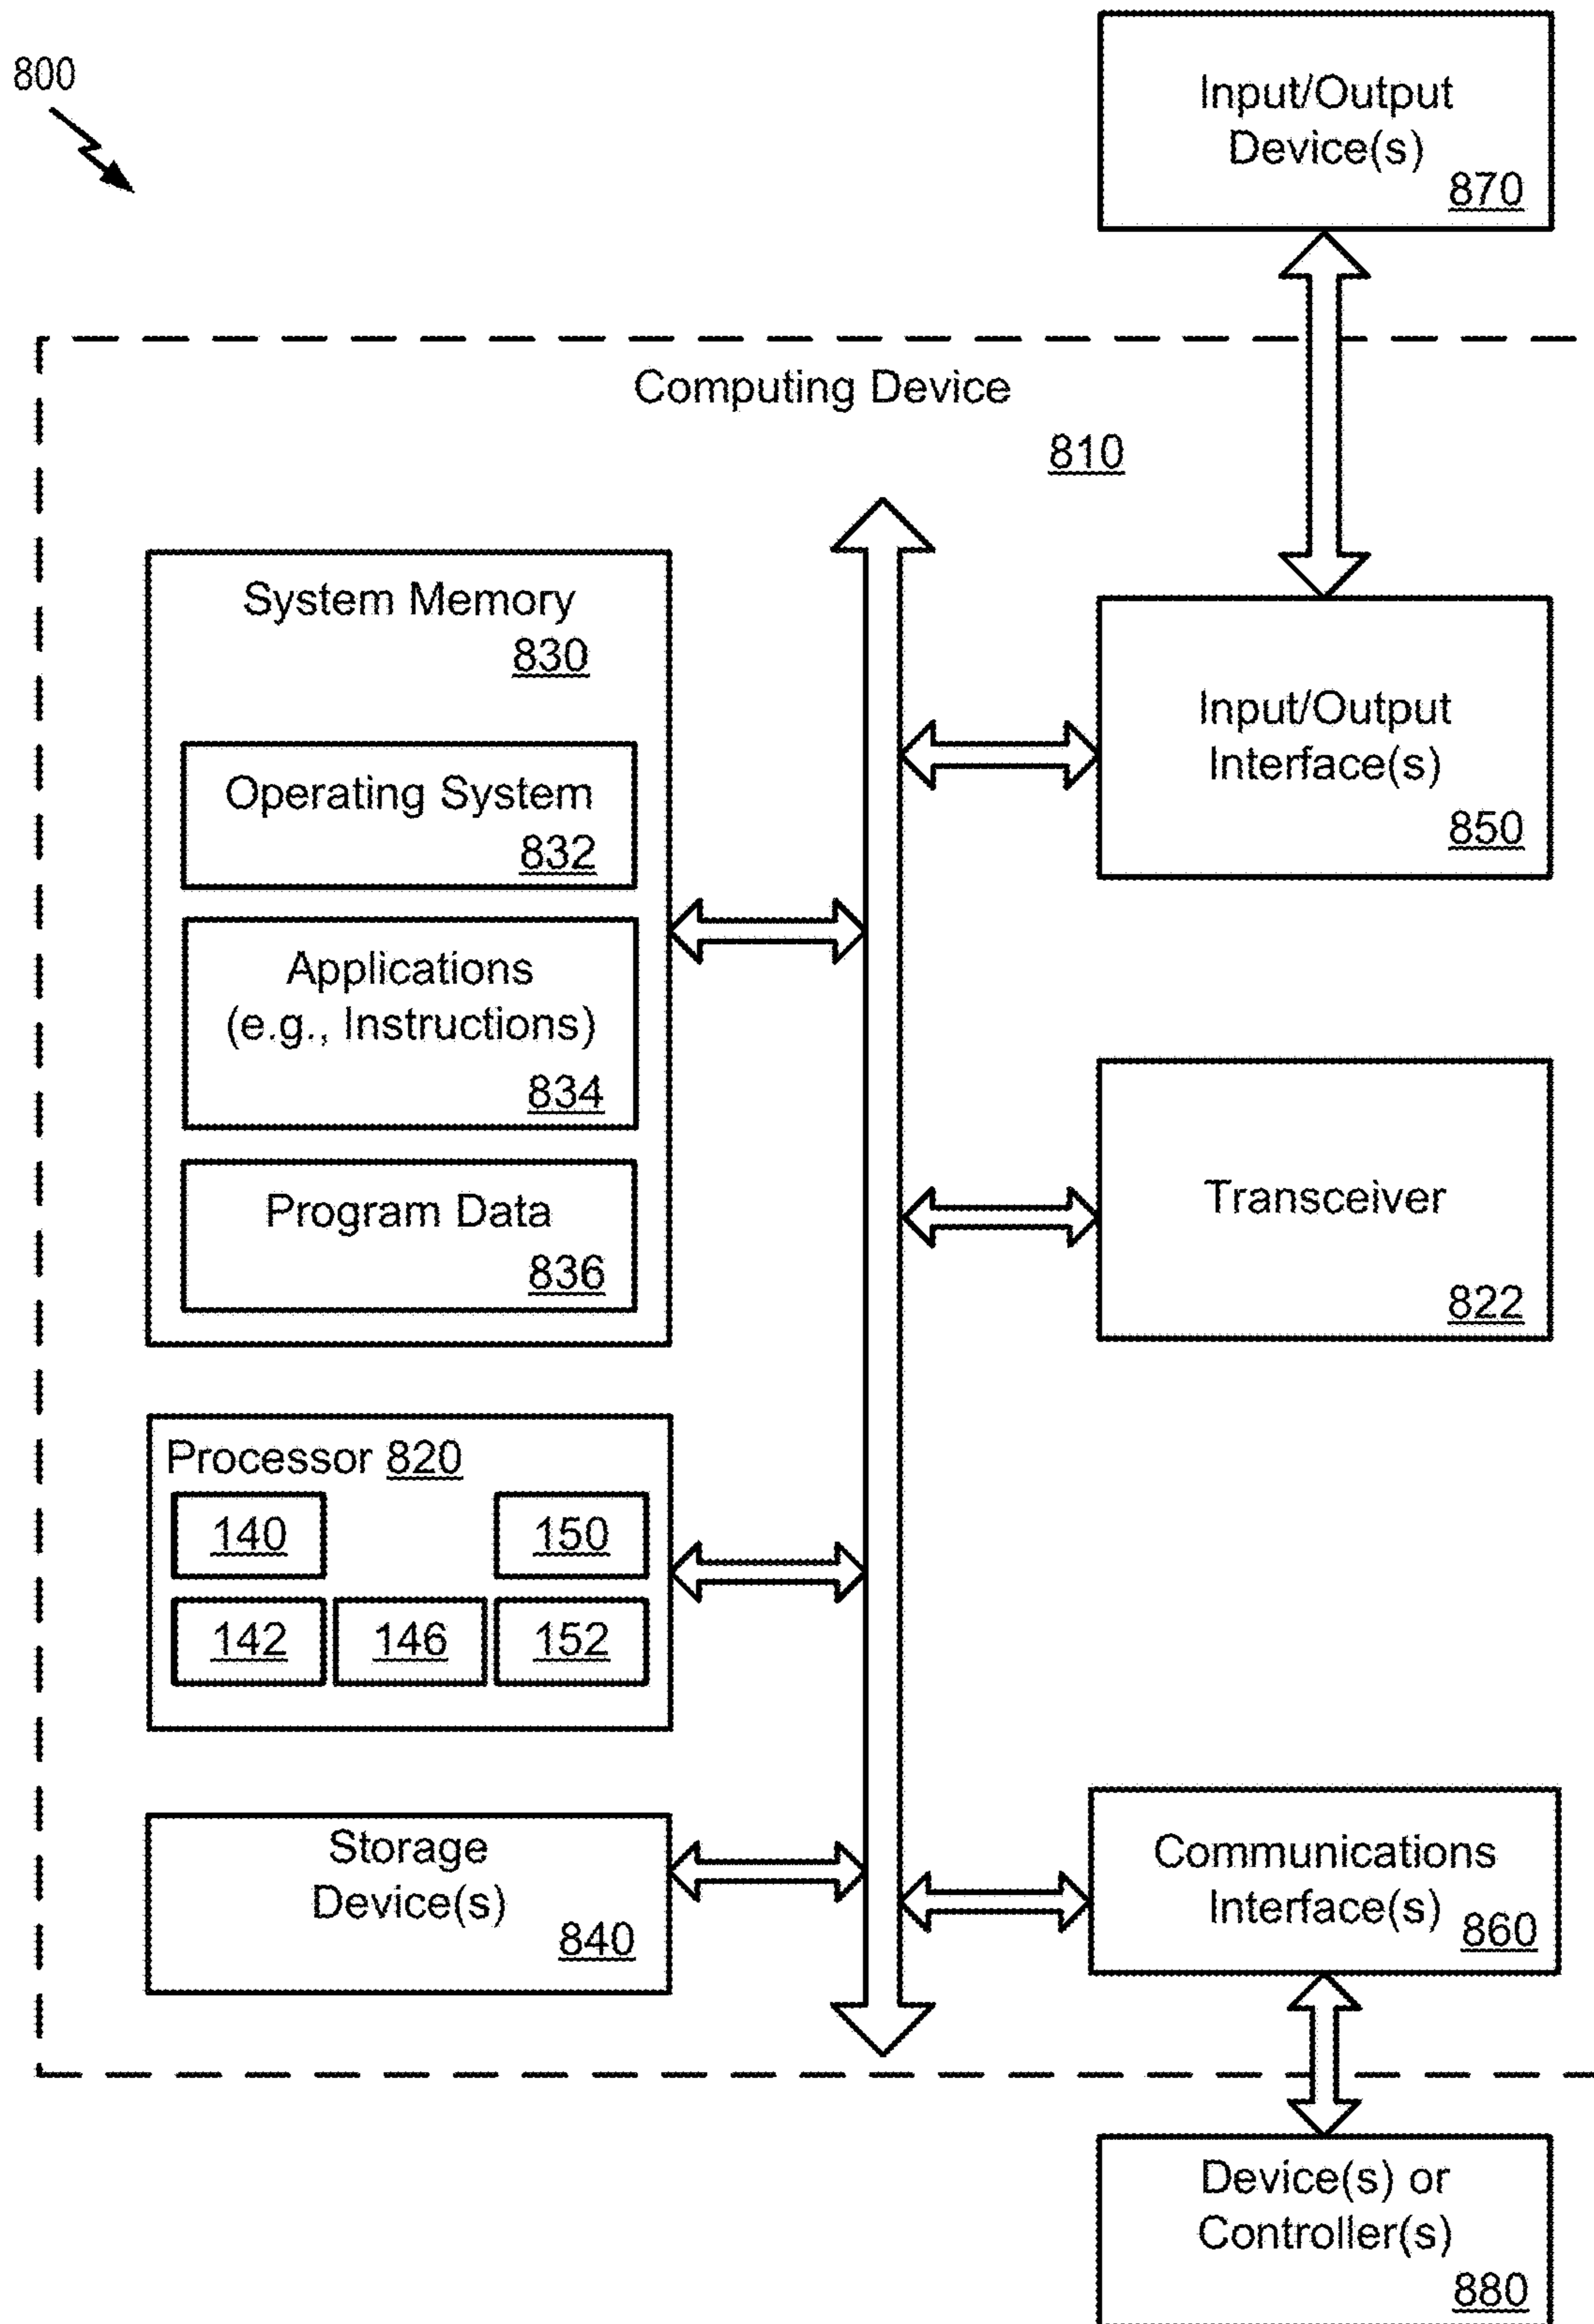 800
Input/Output
Device(s)
870
Computing Device
810
System Memory
830
Operating System
832
Applications
(e.g., Instructions)
834
Program Data
836
Processor 820
140
150
142
146
152
Storage
Device(s)
840
Input/Output
Interface(s)
850
Transceiver
822
Communications
Interface(s)
860
Device(s) or
Controller(s)
880